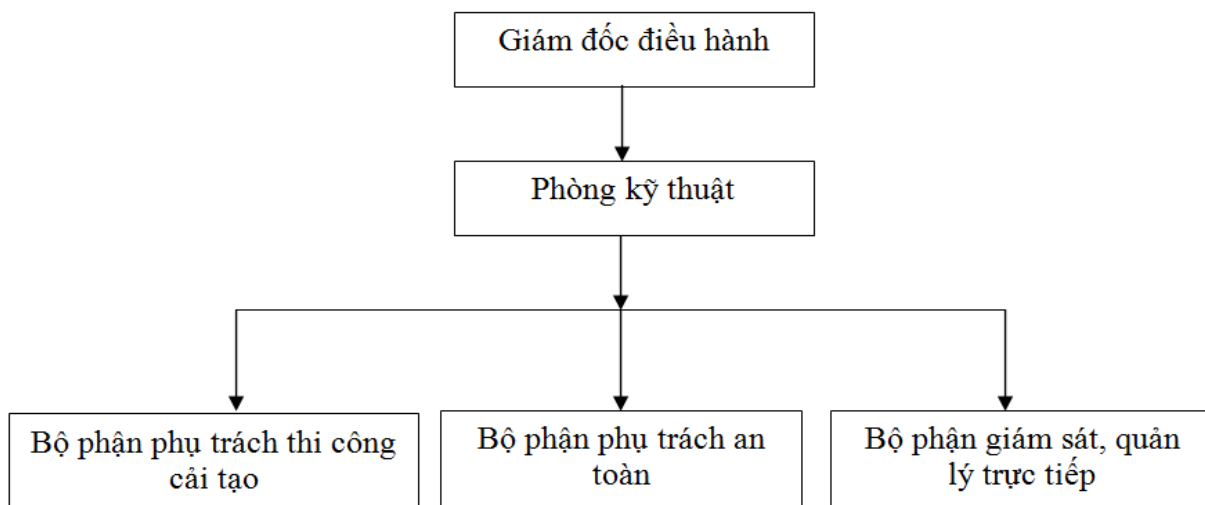 Giám đốc điều hành
Phòng kỹ thuật
Bộ phận phụ trách thi công
cải tạo
Bộ phận phụ trách an
toàn
Bộ phận giám sát, quản
lý trực tiếp